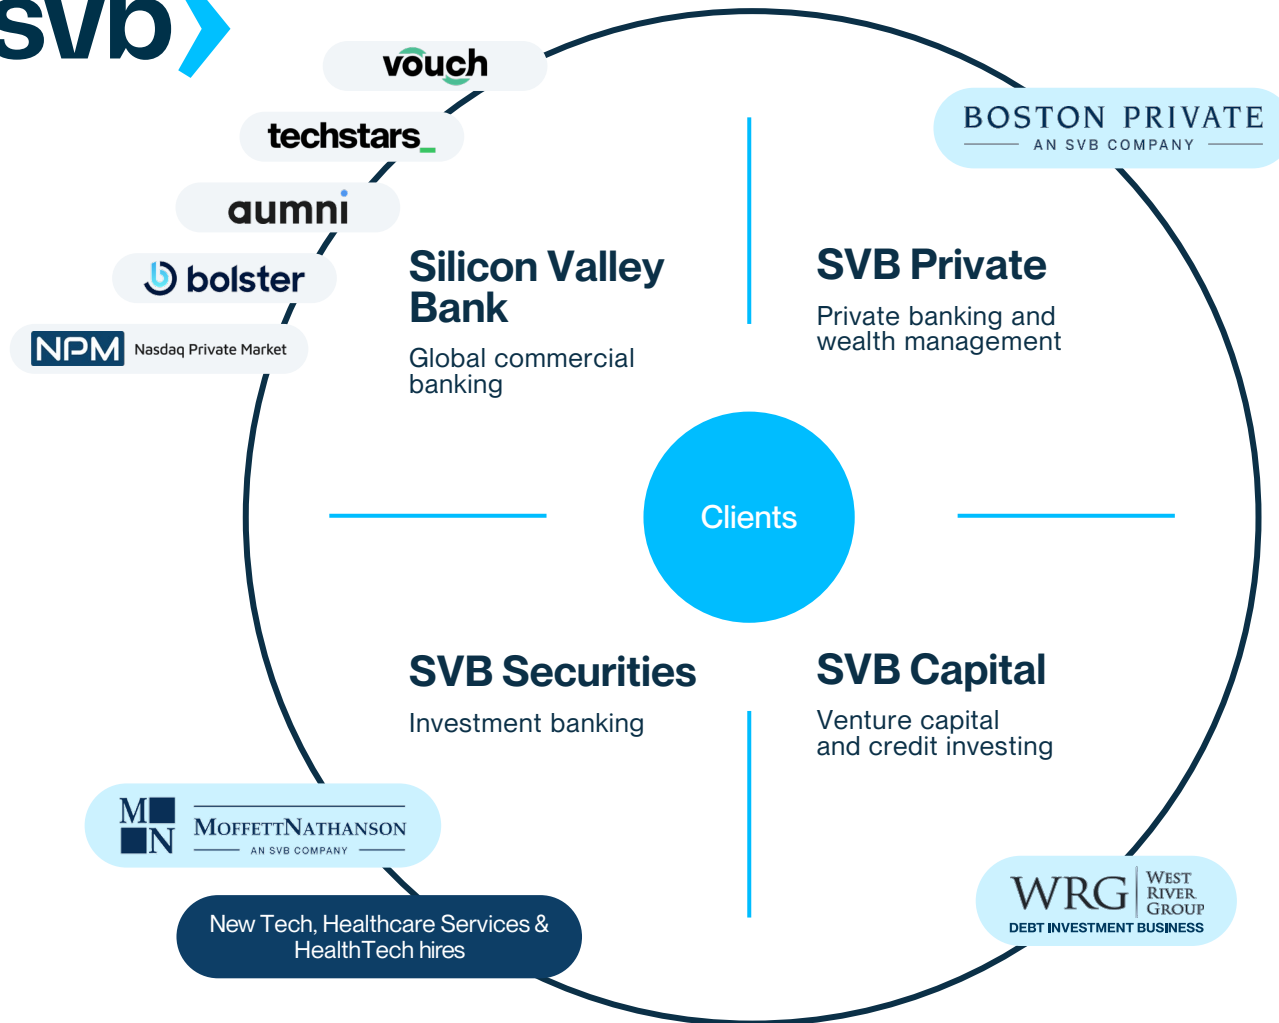 svb
vouch
techstars_
aumni
bolster
NPM Nasdaq Private Market
BOSTON PRIVATE
AN SVB COMPANY
Silicon Valley
Bank
Global commercial
banking
SVB Private
Private banking and
wealth management
Clients
SVB Securities
Investment banking
SVB Capital
Venture capital
and credit investing
M
N
MOFFETTNATHANSON
AN SVB COMPANY
New Tech, Healthcare Services &
HealthTech hires
WRG
WEST
RIVER
GROUP
DEBT INVESTMENT BUSINESS